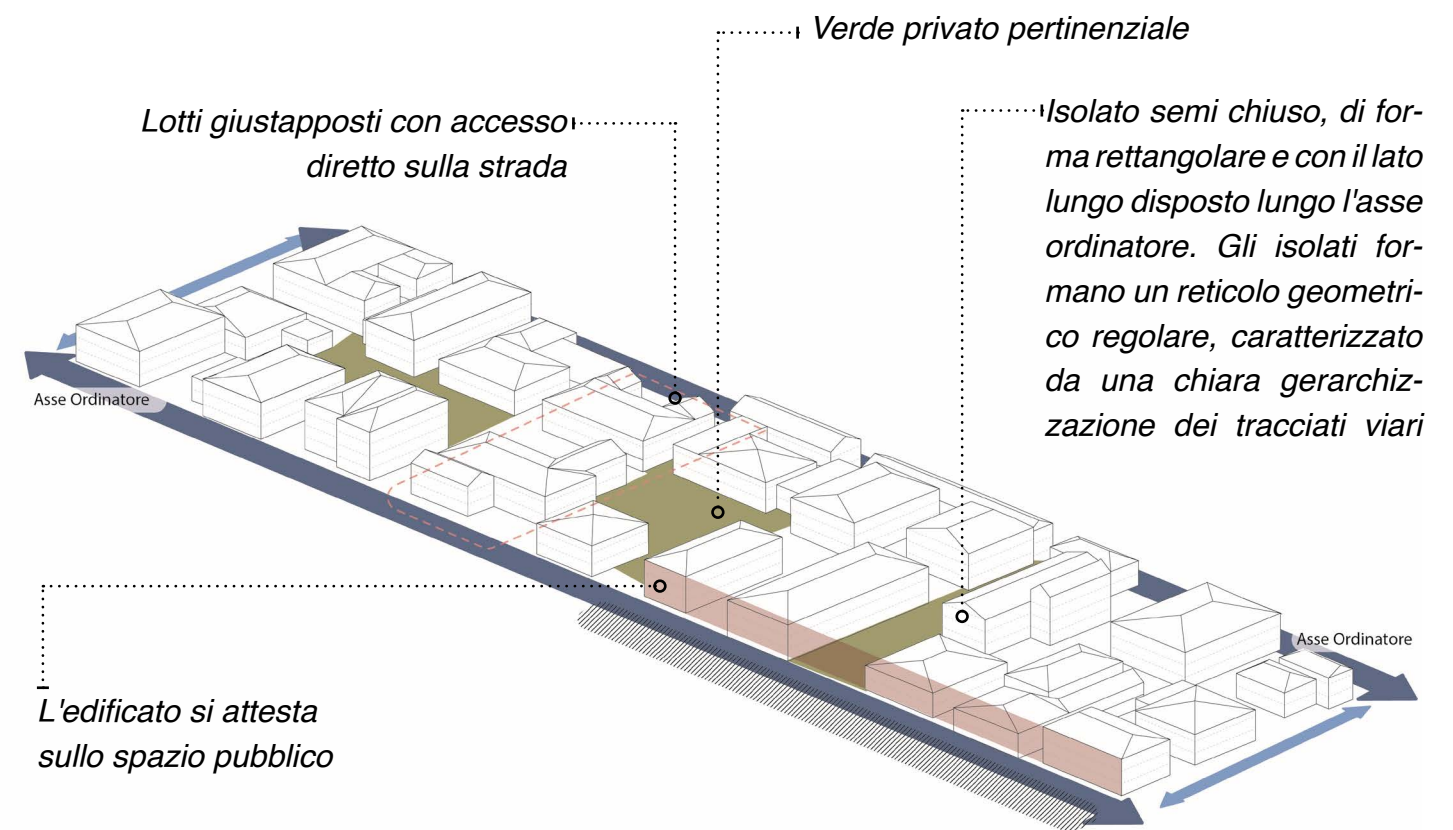 Verde privato pertinenziale
Lotti giustapposti con accesso
diretto sulla strada
Isolato semi chiuso, di for-
ma rettangolare e con il lato
lungo disposto lungo l'asse
ordinatore. Gli isolati for-
mano un reticolo geometri-
co regolare, caratterizzato
da una chiara gerarchiz-
zazione dei tracciati viari
Asse Ordinatore
Asse Ordinatore
L'edificato si attesta
sullo spazio pubblico